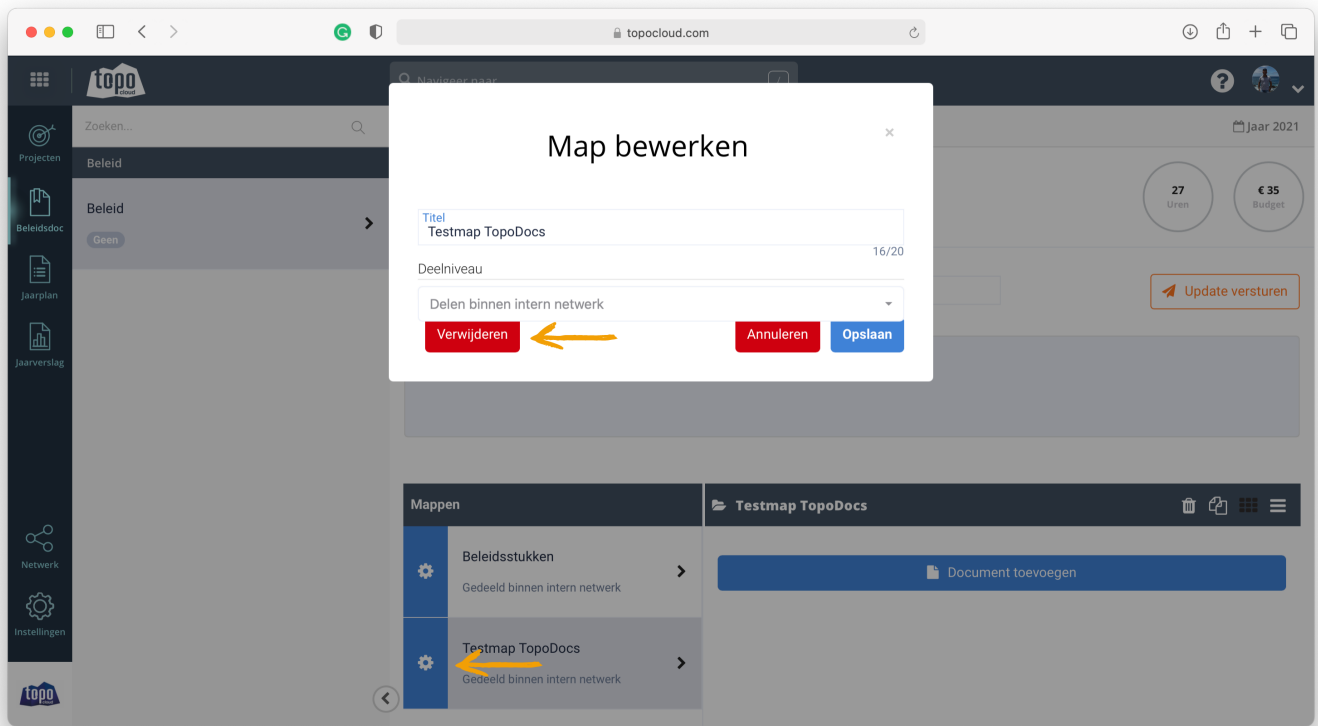 topocloud.com
topo
cloud
Navigeer naar
/
?
Projecten
Beleidsdoc
Jaarplan
Jaarverslag
Netwerk
Instellingen
topo
cloud
Zoeken...
Beleid
Beleid
Geen
Jaar 2021
27
Uren
€ 35
Budget
Update versturen
Map bewerken
×
Titel
Testmap TopoDocs
16/20
Deelniveau
Delen binnen intern netwerk
Verwijderen
Annuleren
Opslaan
Mappen
Beleidsstukken
Gedeeld binnen intern netwerk
Testmap TopoDocs
Gedeeld binnen intern netwerk
Testmap TopoDocs
Document toevoegen